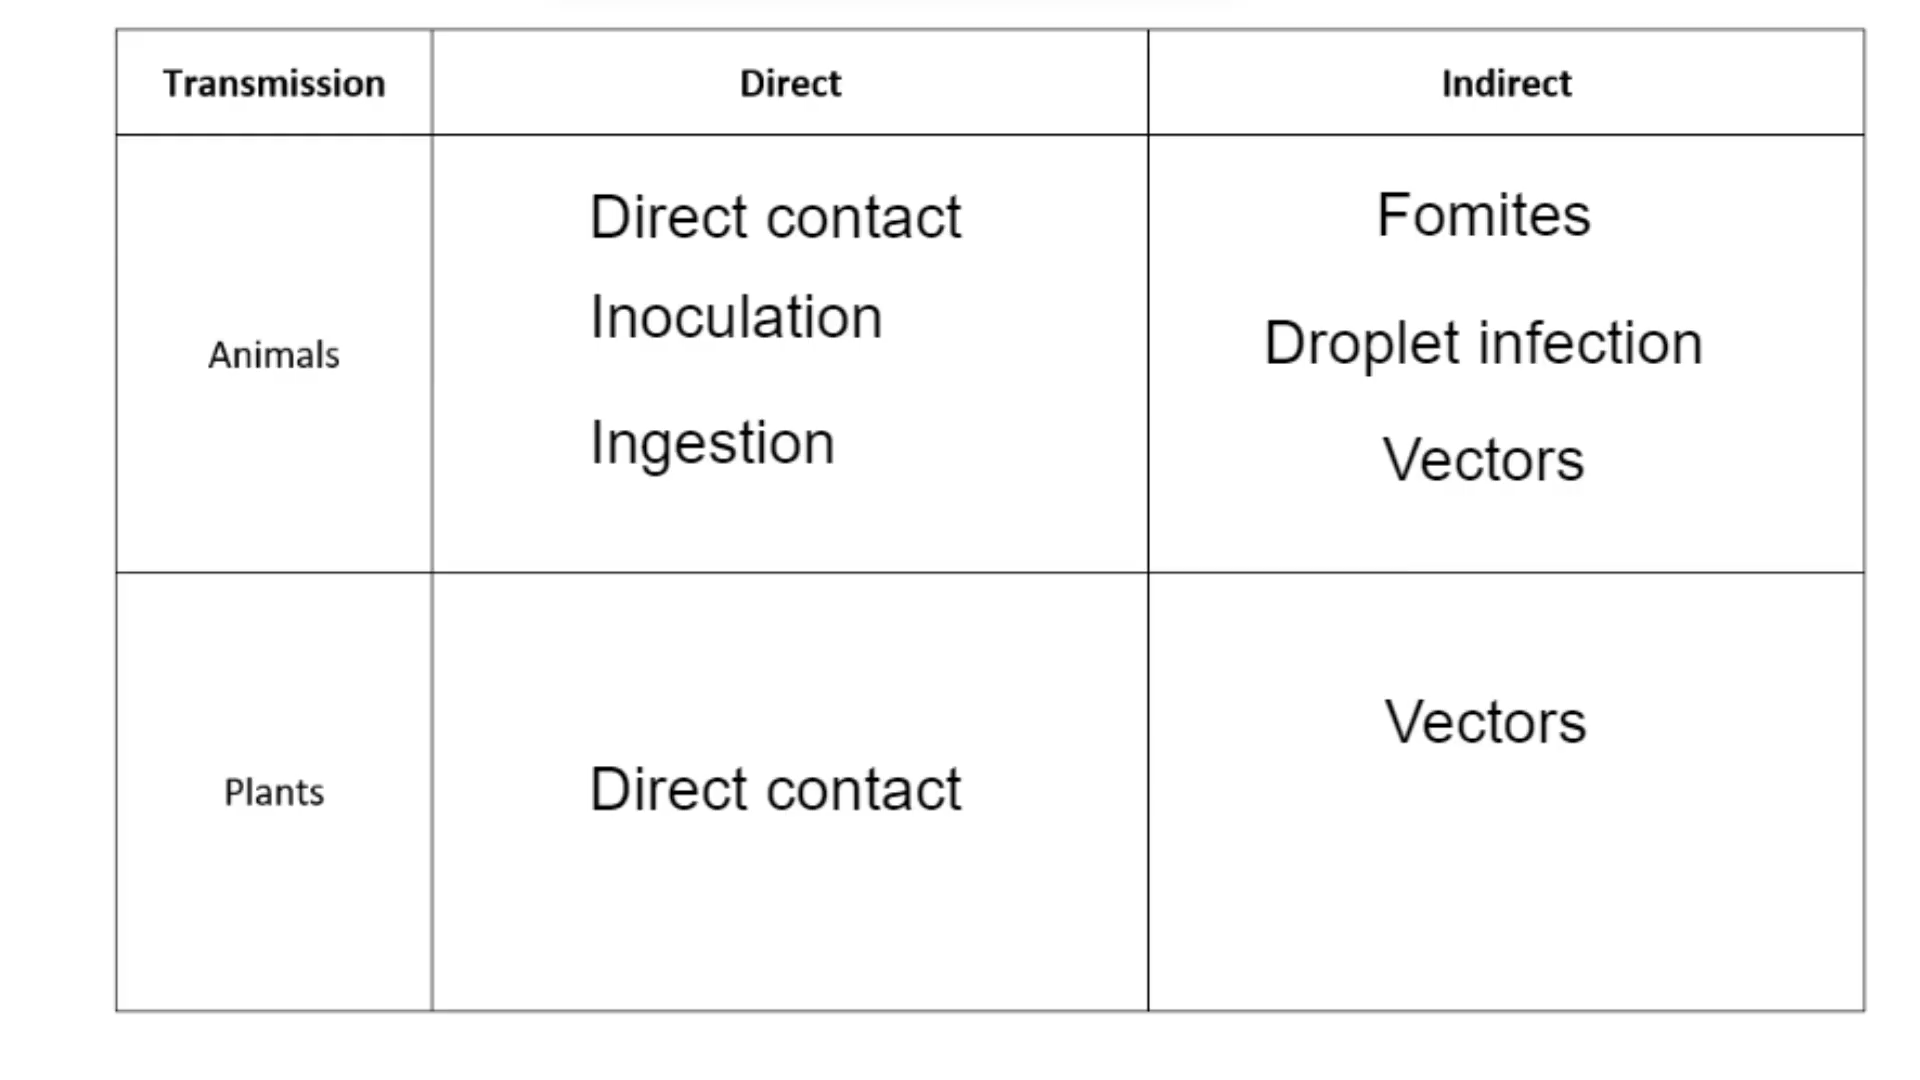 Transmission Direct Indirect
Animals
Direct contact
Inoculation
Ingestion
Fomites
Droplet infection
Vectors
Plants
Direct contact
Vectors